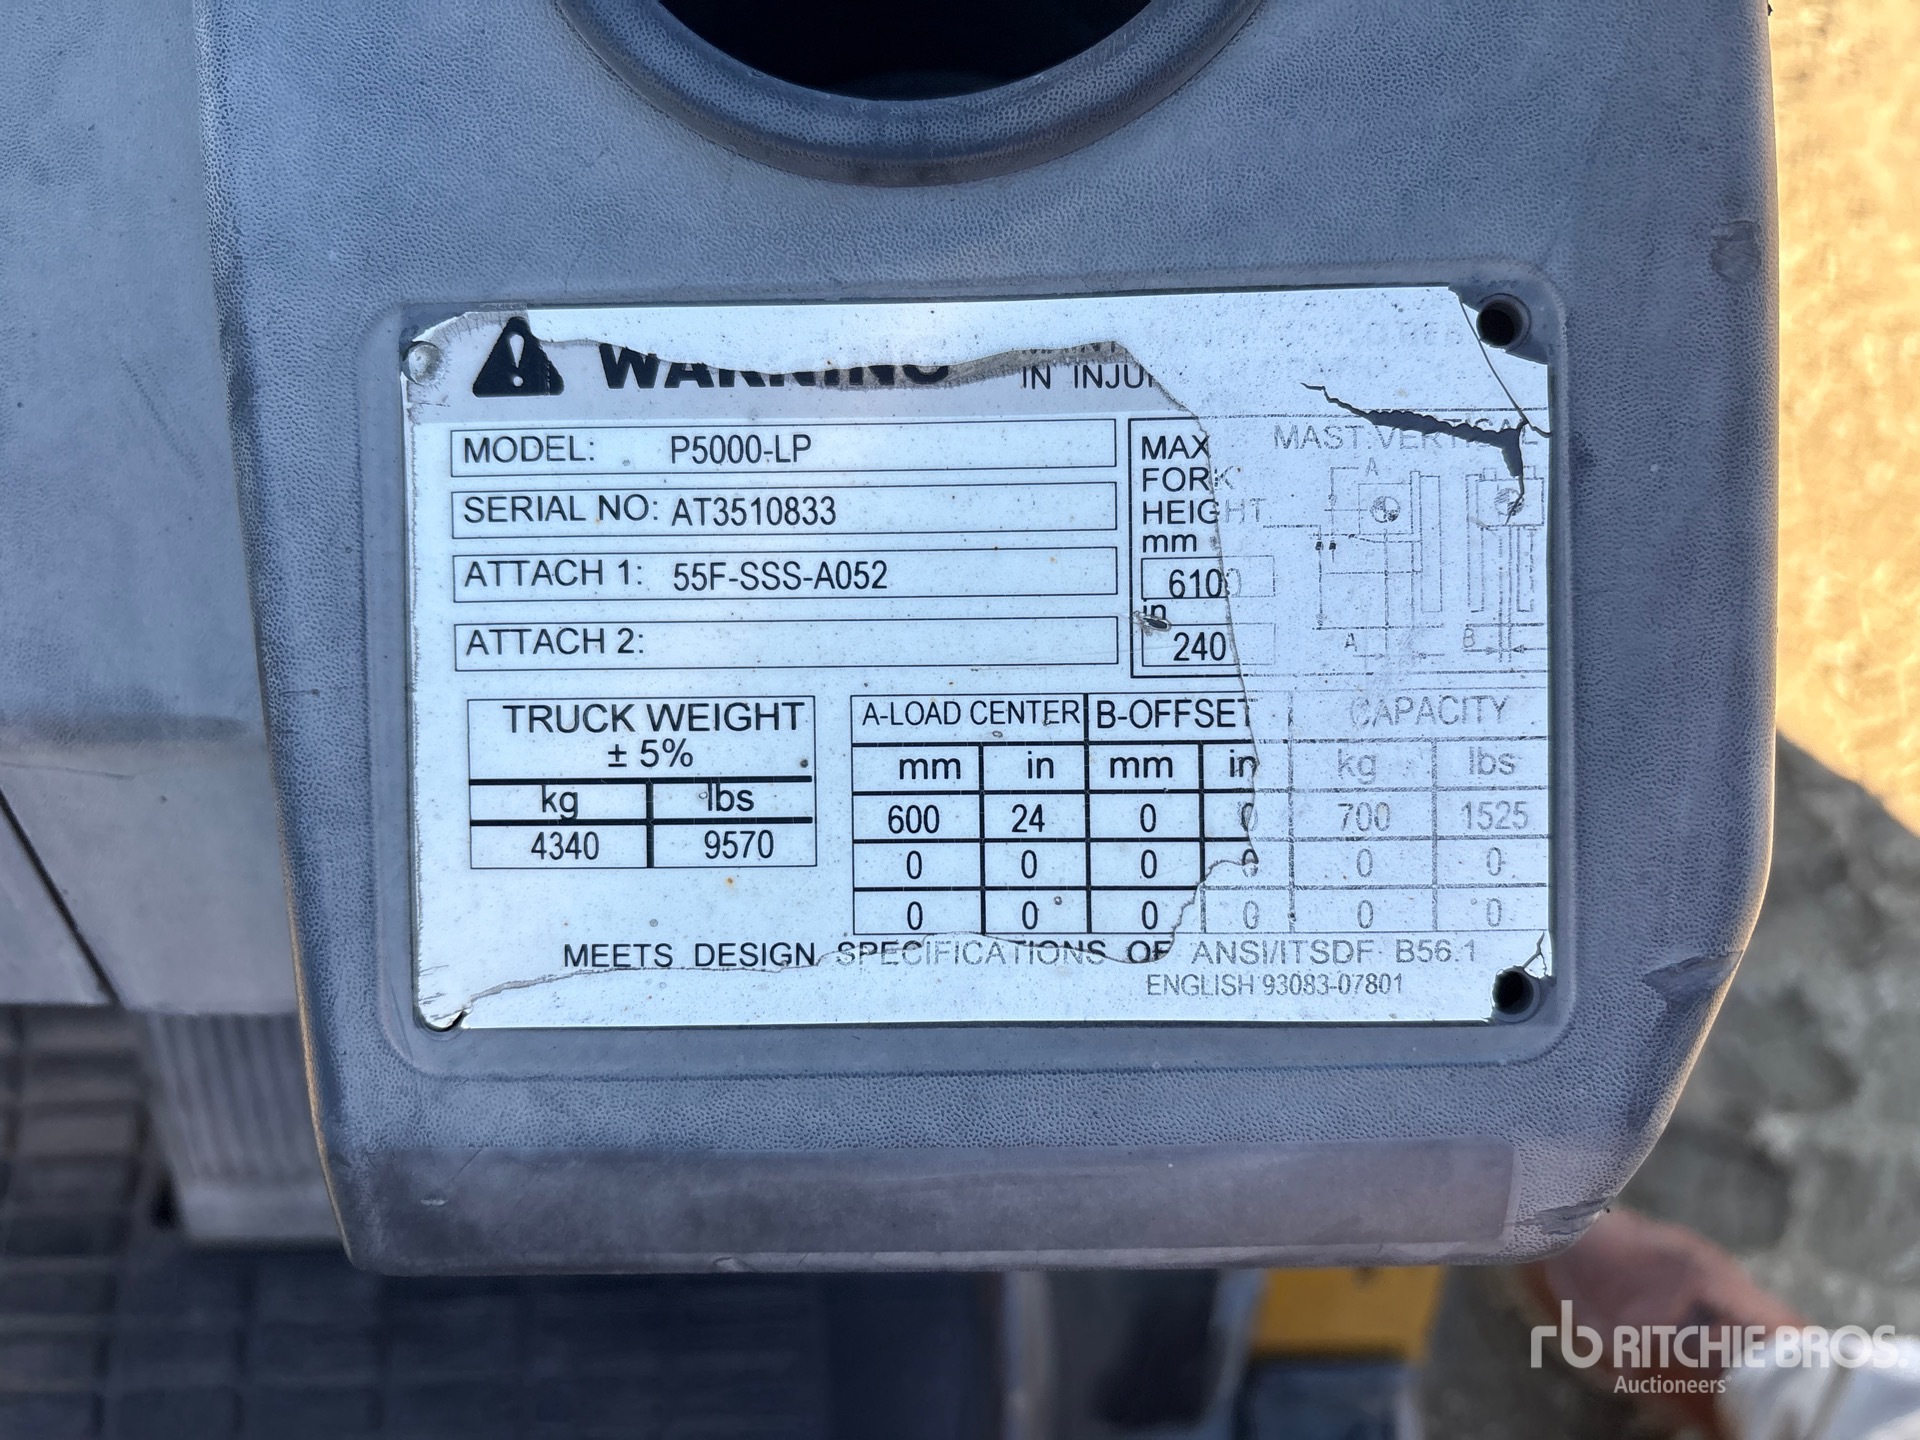 WARNING
IN INJU
MODEL: P5000-LP
SERIAL NO: AT3510833
ATTACH 1: 55F-SSS-A052
ATTACH 2:
MAX
FORK
HEIGHT
mm
6100
in
240
MAST:VERTICAL
A
A B
TRUCK WEIGHT
± 5%
kg lbs
4340 9570
A-LOAD CENTER B-OFFSET CAPACITY
mm in mm in kg lbs
600 24 0 0 700 1525
0 0 0 0 0 0
0 0 0 0 0 0
MEETS DESIGN SPECIFICATIONS OF ANSI/ITSDF B56.1
ENGLISH 93083-07801
rb RITCHIE BROS.
Auctioneers